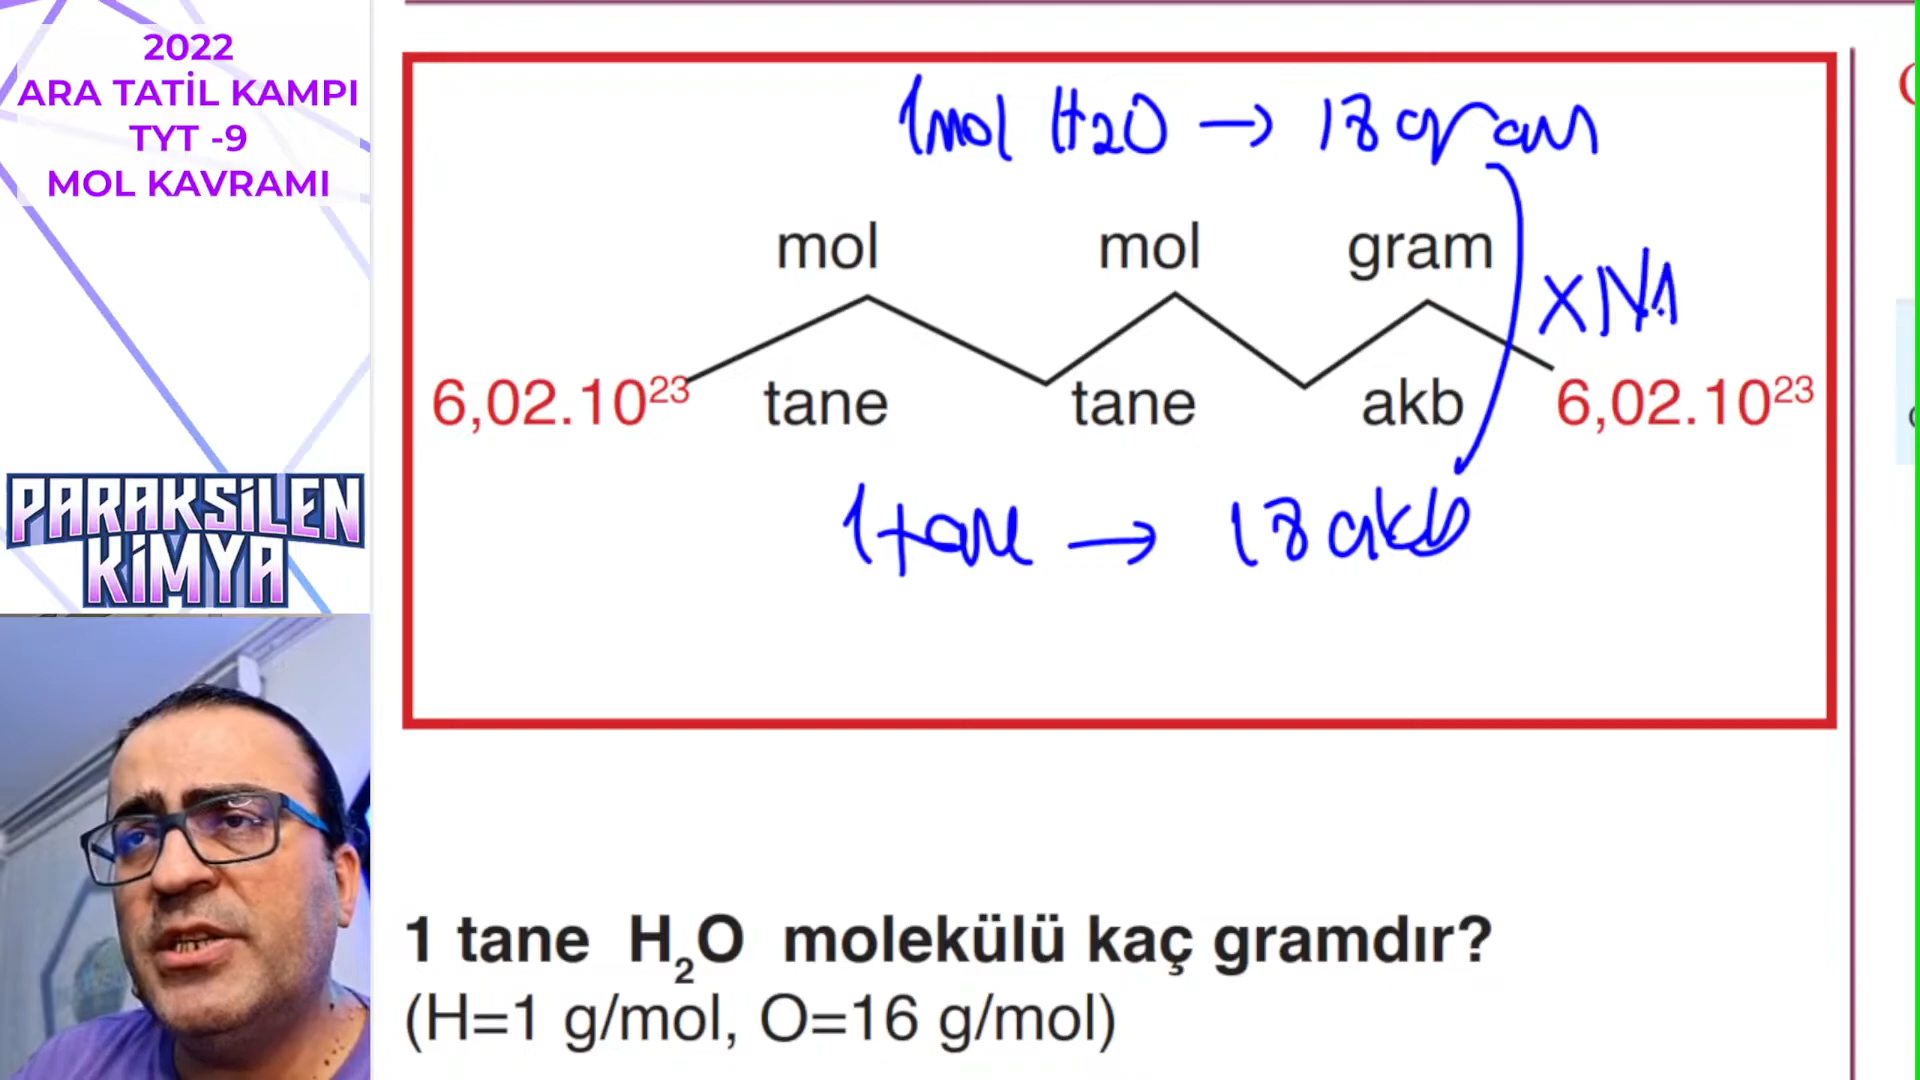 2022
ARA TATİL KAMPI
TYT -9
MOL KAVRAMI
PARAKSİLEN
KİMYA
1mol H2O → 18 gram
mol mol gram
XNA
6,02.10²³ tane tane akb 6,02.10²³
1 tane → 18 akb
1 tane H₂O molekülü kaç gramdır?
(H=1 g/mol, O=16 g/mol)